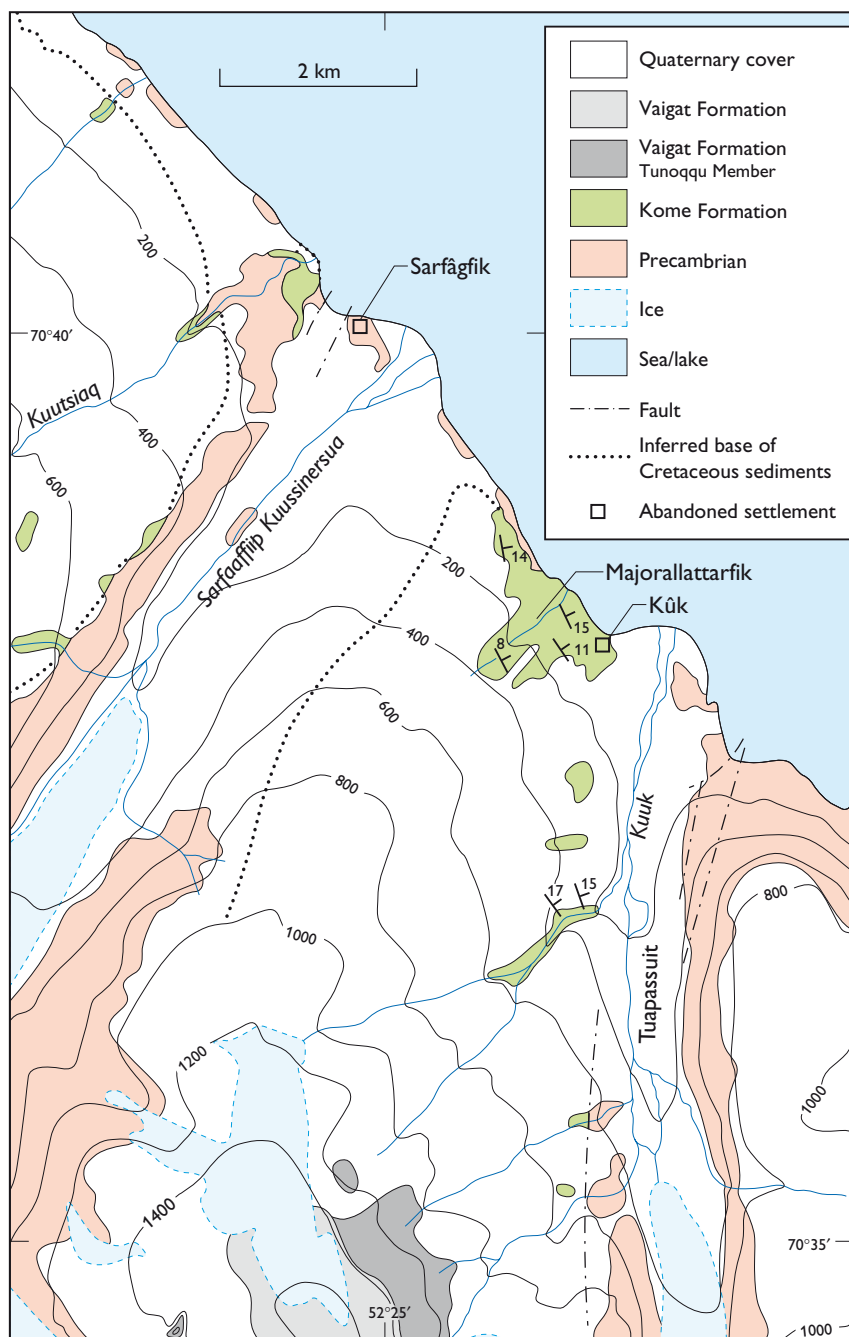 2 km
Quaternary cover
Vaigat Formation
Vaigat Formation
Tunoqqu Member
Kome Formation
Precambrian
Ice
Sea/lake
Fault
Inferred base of
Cretaceous sediments
Abandoned settlement
200
Sarfâgfik
70°40′
Kuutsiaq
400
600
Sarfaaffiip Kuussinersua
14
200
Majorallattarfik
Kûk
15
8
11
400
600
800
Kuuk
17
15
800
1000
Tuapassuit
1200
1000
1400
70°35′
52°25′
1000